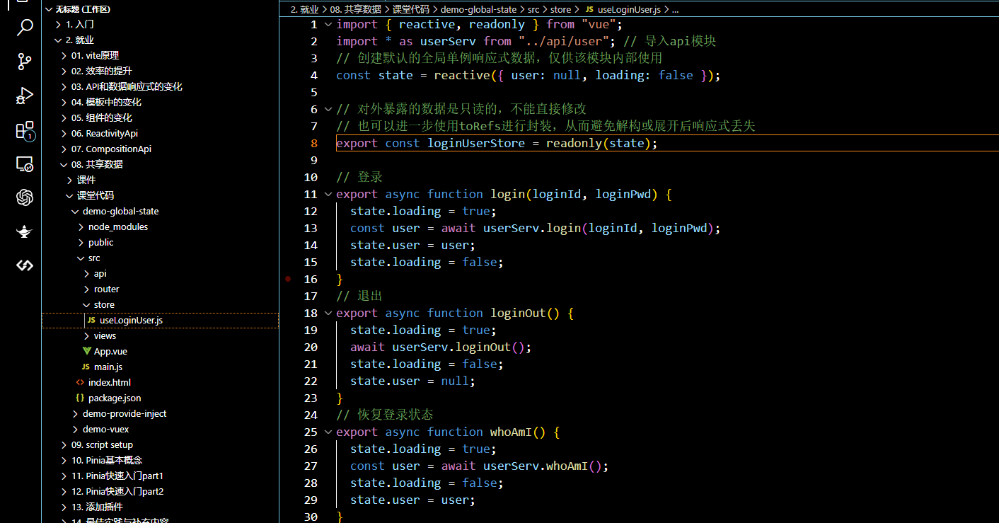 无标题 (工作区)
1. 入门
2. 就业
01. vite原理
02. 效率的提升
03. API和数据响应式的变化
04. 模板中的变化
05. 组件的变化
06. ReactivityApi
07. CompositionApi
08. 共享数据
课件
课堂代码
demo-global-state
node_modules
public
src
api
router
store
JS useLoginUser.js
views
App.vue
JS main.js
<> index.html
{} package.json
demo-provide-inject
demo-vuex
09. script setup
10. Pinia基本概念
11. Pinia快速入门part1
12. Pinia快速入门part2
13. 添加插件
14. 最佳实践与补充内容
1
2. 就业 > 08. 共享数据 > 课堂代码 > demo-global-state > src > store > JS useLoginUser.js > ...
1 import { reactive, readonly } from "vue";
2 import * as userServ from "../api/user"; // 导入api模块
3 // 创建默认的全局单例响应式数据，仅供该模块内部使用
4 const state = reactive({ user: null, loading: false });
5
6 // 对外暴露的数据是只读的，不能直接修改
7 // 也可以进一步使用toRefs进行封装，从而避免解构或展开后响应式丢失
8 export const loginUserStore = readonly(state);
9
10 // 登录
11 export async function login(loginId, loginPwd) {
12 state.loading = true;
13 const user = await userServ.login(loginId, loginPwd);
14 state.user = user;
15 state.loading = false;
16 }
17 // 退出
18 export async function loginOut() {
19 state.loading = true;
20 await userServ.loginOut();
21 state.loading = false;
22 state.user = null;
23 }
24 // 恢复登录状态
25 export async function whoAmI() {
26 state.loading = true;
27 const user = await userServ.whoAmI();
28 state.loading = false;
29 state.user = user;
30 }